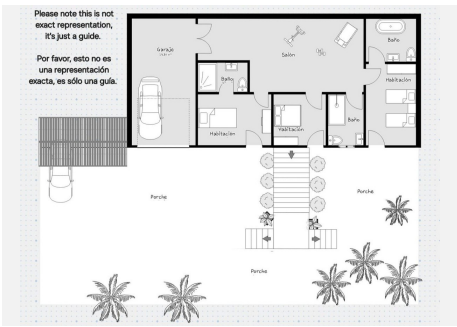 Please note this is not
exact representation,
it's just a guide.
Por favor, esto no es
una representación
exacta, es sólo una guía.
Garaje
Salón
Baño
Baño
Habitación
Habitación
Habitación
Baño
Porche
Porche
Porche